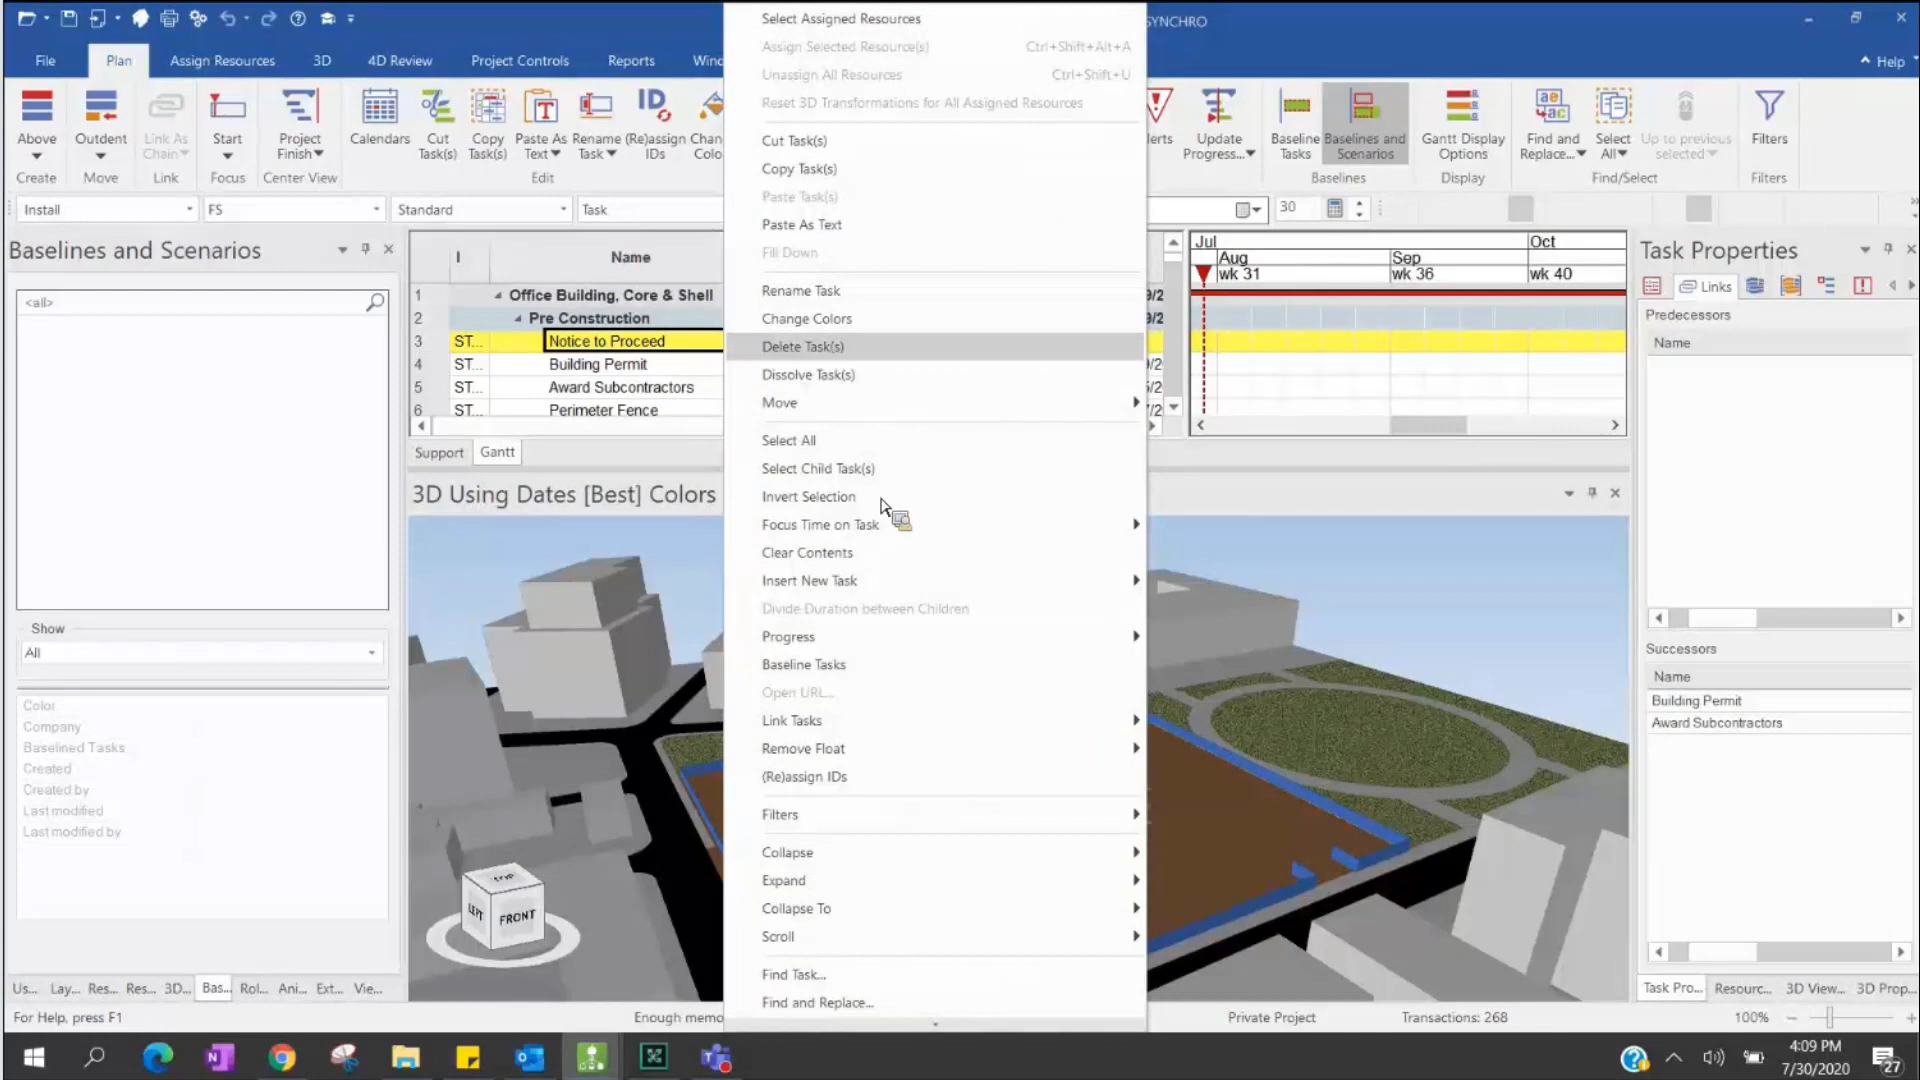 SYNCHRO
File
Plan
Assign Resources
3D
4D Review
Project Controls
Reports
Help
Above
Outdent
Link As Chain
Start
Project Finish
Calendars
Cut Task(s)
Copy Task(s)
Paste As Text
Rename Task
(Re)assign IDs
Update Progress...
Baseline Tasks
Baselines and Scenarios
Gantt Display Options
Find and Replace...
Select All
Up to previous selected
Filters
Create
Move
Link
Focus
Center View
Edit
Baselines
Display
Find/Select
Filters
Install
FS
Standard
Task
30
Baselines and Scenarios
<all>
Show
All
Color
Company
Baselined Tasks
Created
Created by
Last modified
Last modified by
Us...
Lay...
Res...
Res...
3D...
Bas...
Rol...
Ani...
Ext...
Vie...
Name
1 Office Building, Core & Shell
2 Pre Construction
3 ST... Notice to Proceed
4 ST... Building Permit
5 ST... Award Subcontractors
6 ST... Perimeter Fence
Support
Gantt
3D Using Dates [Best] Colors
TOP
LEFT
FRONT
Select Assigned Resources
Assign Selected Resource(s) Ctrl+Shift+Alt+A
Unassign All Resources Ctrl+Shift+U
Reset 3D Transformations for All Assigned Resources
Cut Task(s)
Copy Task(s)
Paste Task(s)
Paste As Text
Fill Down
Rename Task
Change Colors
Delete Task(s)
Dissolve Task(s)
Move
Select All
Select Child Task(s)
Invert Selection
Focus Time on Task
Clear Contents
Insert New Task
Divide Duration between Children
Progress
Baseline Tasks
Open URL...
Link Tasks
Remove Float
(Re)assign IDs
Filters
Collapse
Expand
Collapse To
Scroll
Find Task...
Find and Replace...
Jul
Oct
Aug
Sep
wk 31
wk 36
wk 40
Task Properties
Links
Predecessors
Name
Successors
Name
Building Permit
Award Subcontractors
Task Pro...
Resourc...
3D View...
3D Prop...
For Help, press F1
Private Project
Transactions: 268
100%
4:09 PM
7/30/2020
27